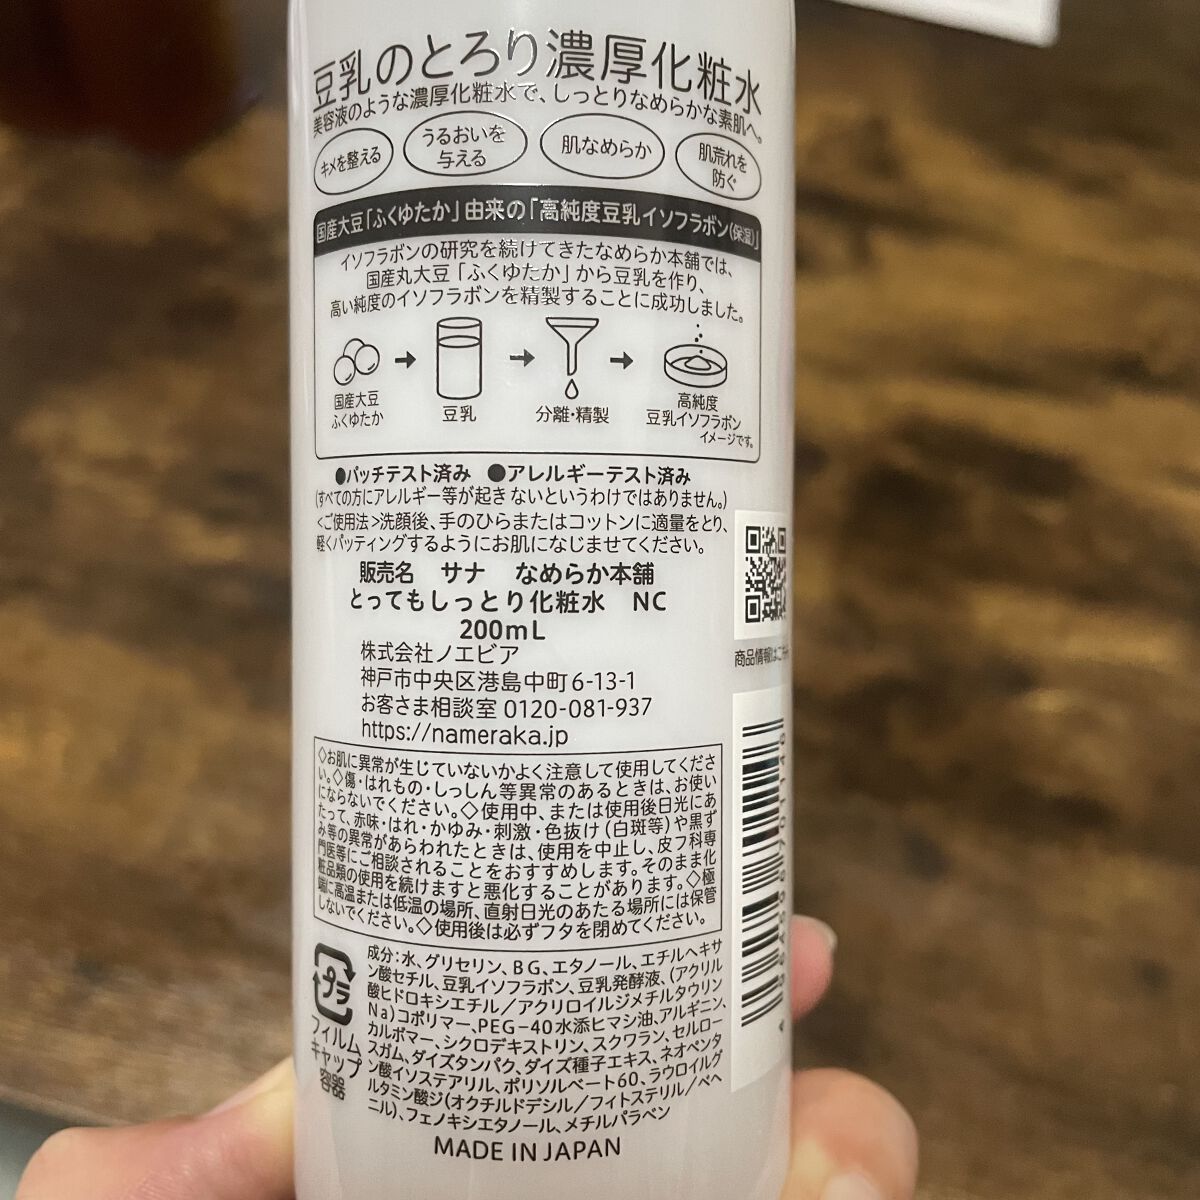 豆乳のとろり濃厚化粧水
美容液のような濃厚化粧水で、しっとりなめらかな素肌へ。
キメを整える
うるおいを
与える
肌なめらか
肌荒れを
防ぐ
国産大豆「ふくゆたか」由来の「高純度豆乳イソフラボン(保湿)」
イソフラボンの研究を続けてきたなめらか本舗では、
国産丸大豆「ふくゆたか」から豆乳を作り、
高い純度のイソフラボンを精製することに成功しました。
国産大豆
ふくゆたか
豆乳
分離・精製
高純度
豆乳イソフラボン
イメージです。
●パッチテスト済み ●アレルギーテスト済み
(すべての方にアレルギー等が起きないというわけではありません。)
<ご使用法>洗顔後、手のひらまたはコットンに適量をとり、
軽くパッティングするようにお肌になじませてください。
販売名 サナ なめらか本舗
とってもしっとり化粧水 NC
200mL
株式会社ノエビア
神戸市中央区港島中町6-13-1
お客さま相談室 0120-081-937
https://nameraka.jp
◇お肌に異常が生じていないかよく注意して使用してくださ
い。◇傷・はれもの・しっしん等異常のあるときは、お使い
にならないでください。◇使用中、または使用後日光にあ
たって、赤味・はれ・かゆみ・刺激・色抜け(白斑等)や黒ず
み等の異常があらわれたときは、使用を中止し、皮フ科専
門医等にご相談されることをおすすめします。そのまま化
粧品類の使用を続けますと悪化することがあります。◇極
端に高温または低温の場所、直射日光のあたる場所には保管
しないでください。◇使用後は必ずフタを閉めてください。
プラ
フィルム
キャップ
容器
成分:水、グリセリン、BG、エタノール、エチルヘキサ
ン酸セチル、豆乳イソフラボン、豆乳発酵液、(アクリル
酸ヒドロキシエチル/アクリロイルジメチルタウリン
Na)コポリマー、PEG-40水添ヒマシ油、アルギニン、
カルボマー、シクロデキストリン、スクワラン、セルロー
スガム、ダイズタンパク、ダイズ種子エキス、ネオペンタ
ン酸イソステアリル、ポリソルベート60、ラウロイルグ
ルタミン酸ジ(オクチルドデシル/フィトステリル/ベヘ
ニル)、フェノキシエタノール、メチルパラベン
MADE IN JAPAN
商品情報はこち